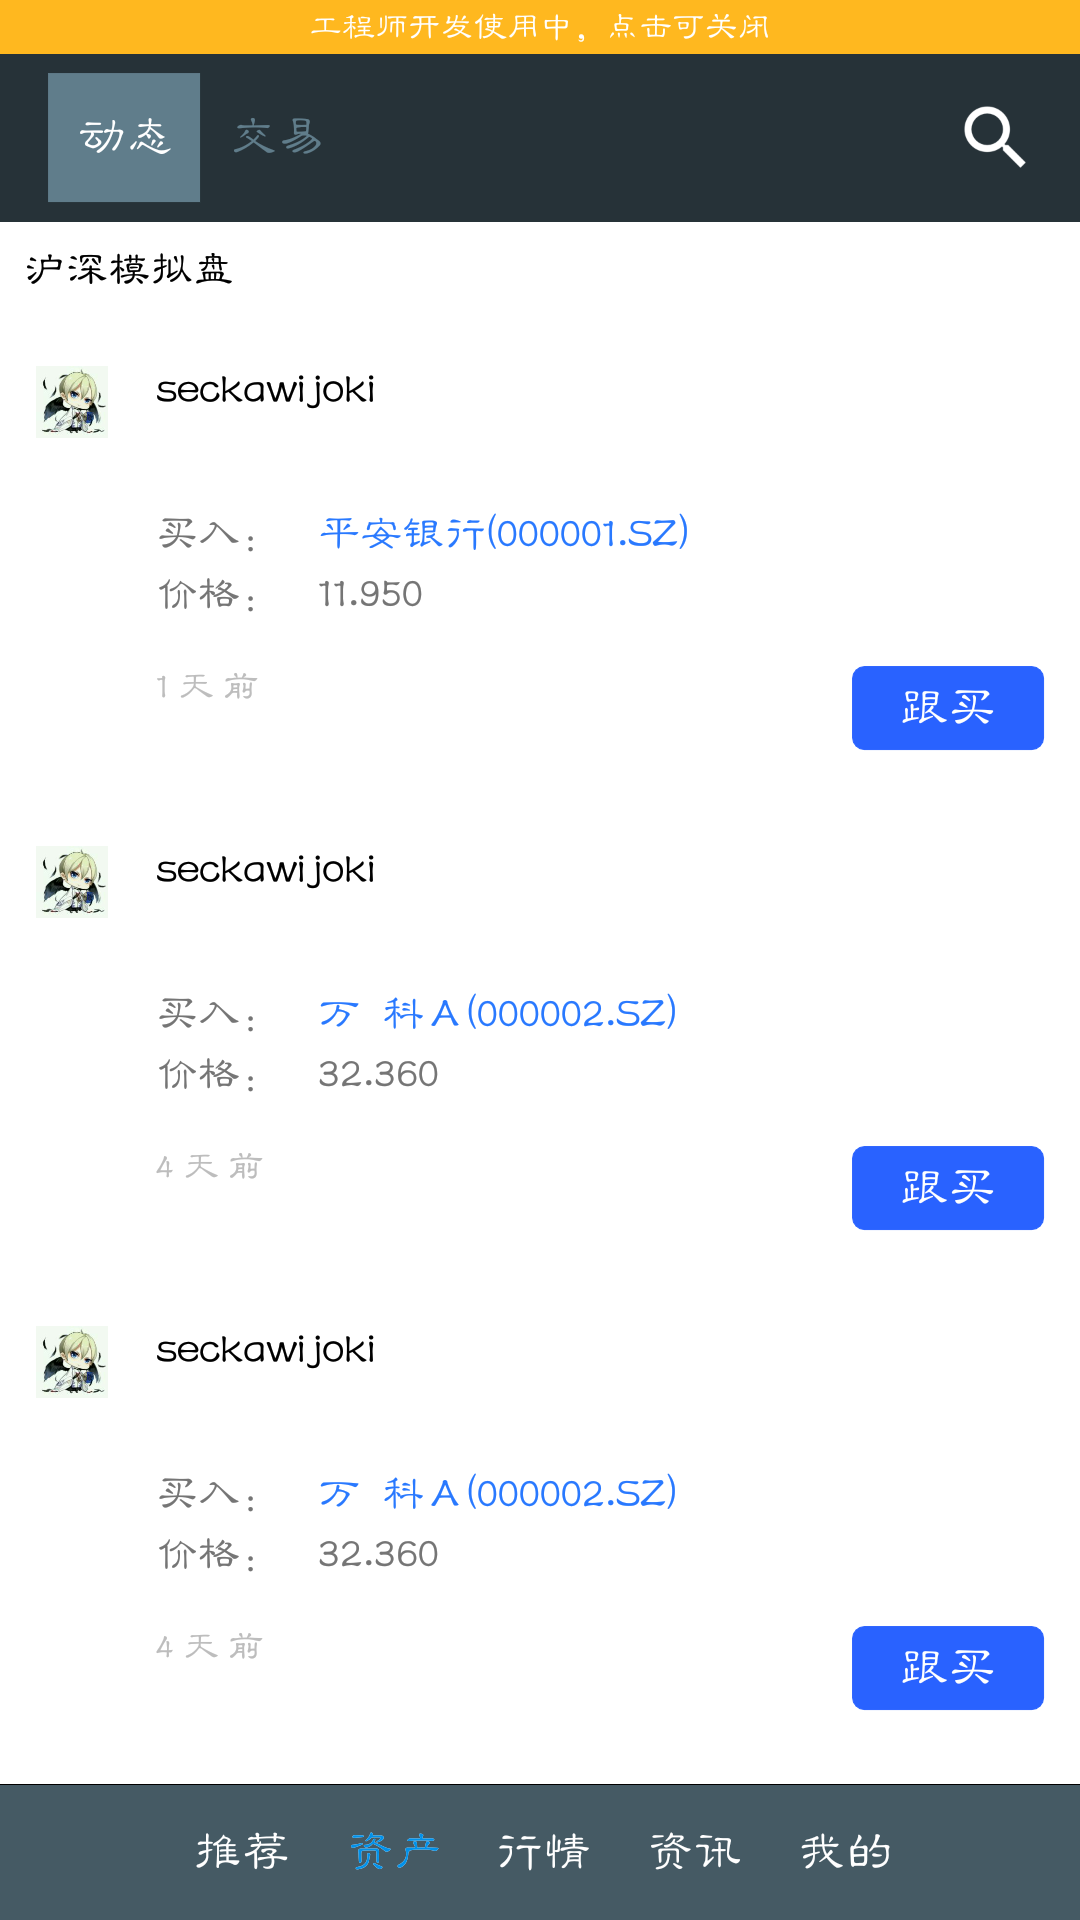 工程师开发使用中，点击可关闭
动态 交易
沪深模拟盘
seckawijoki
买入： 平安银行(000001.SZ)
价格： 11.950
1天前 跟买
seckawijoki
买入： 万 科A(000002.SZ)
价格： 32.360
4天前 跟买
seckawijoki
买入： 万 科A(000002.SZ)
价格： 32.360
4天前 跟买
推荐 资产 行情 资讯 我的